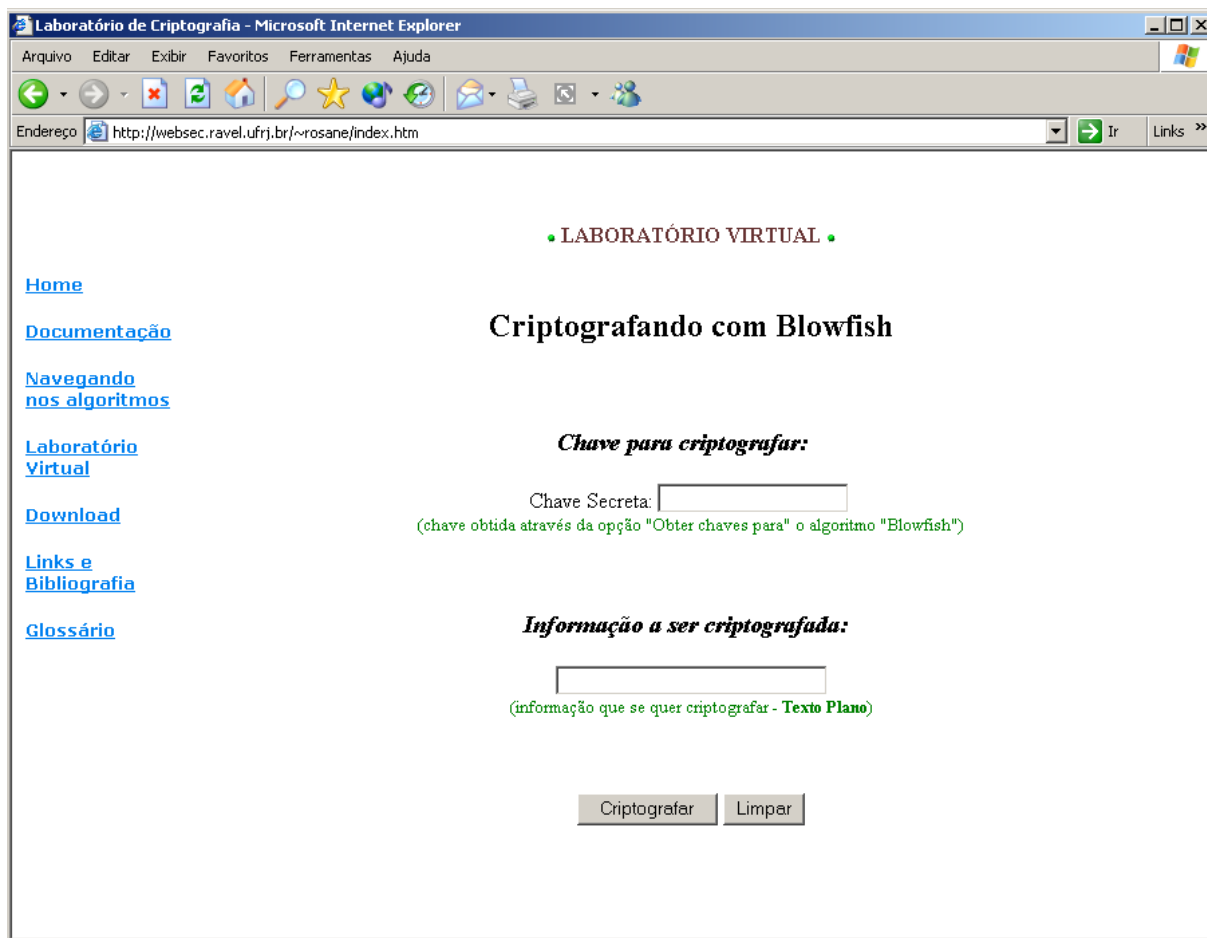 Laboratório de Criptografia - Microsoft Internet Explorer
Arquivo Editar Exibir Favoritos Ferramentas Ajuda
Endereço http://websec.ravel.ufrj.br/~rosane/index.htm Ir Links »
• LABORATÓRIO VIRTUAL •
Home
Documentação
Navegando
nos algoritmos
Laboratório
Virtual
Download
Links e
Bibliografia
Glossário
Criptografando com Blowfish
Chave para criptografar:
Chave Secreta:
(chave obtida através da opção "Obter chaves para" o algoritmo "Blowfish")
Informação a ser criptografada:
(informação que se quer criptografar - Texto Plano)
Criptografar Limpar